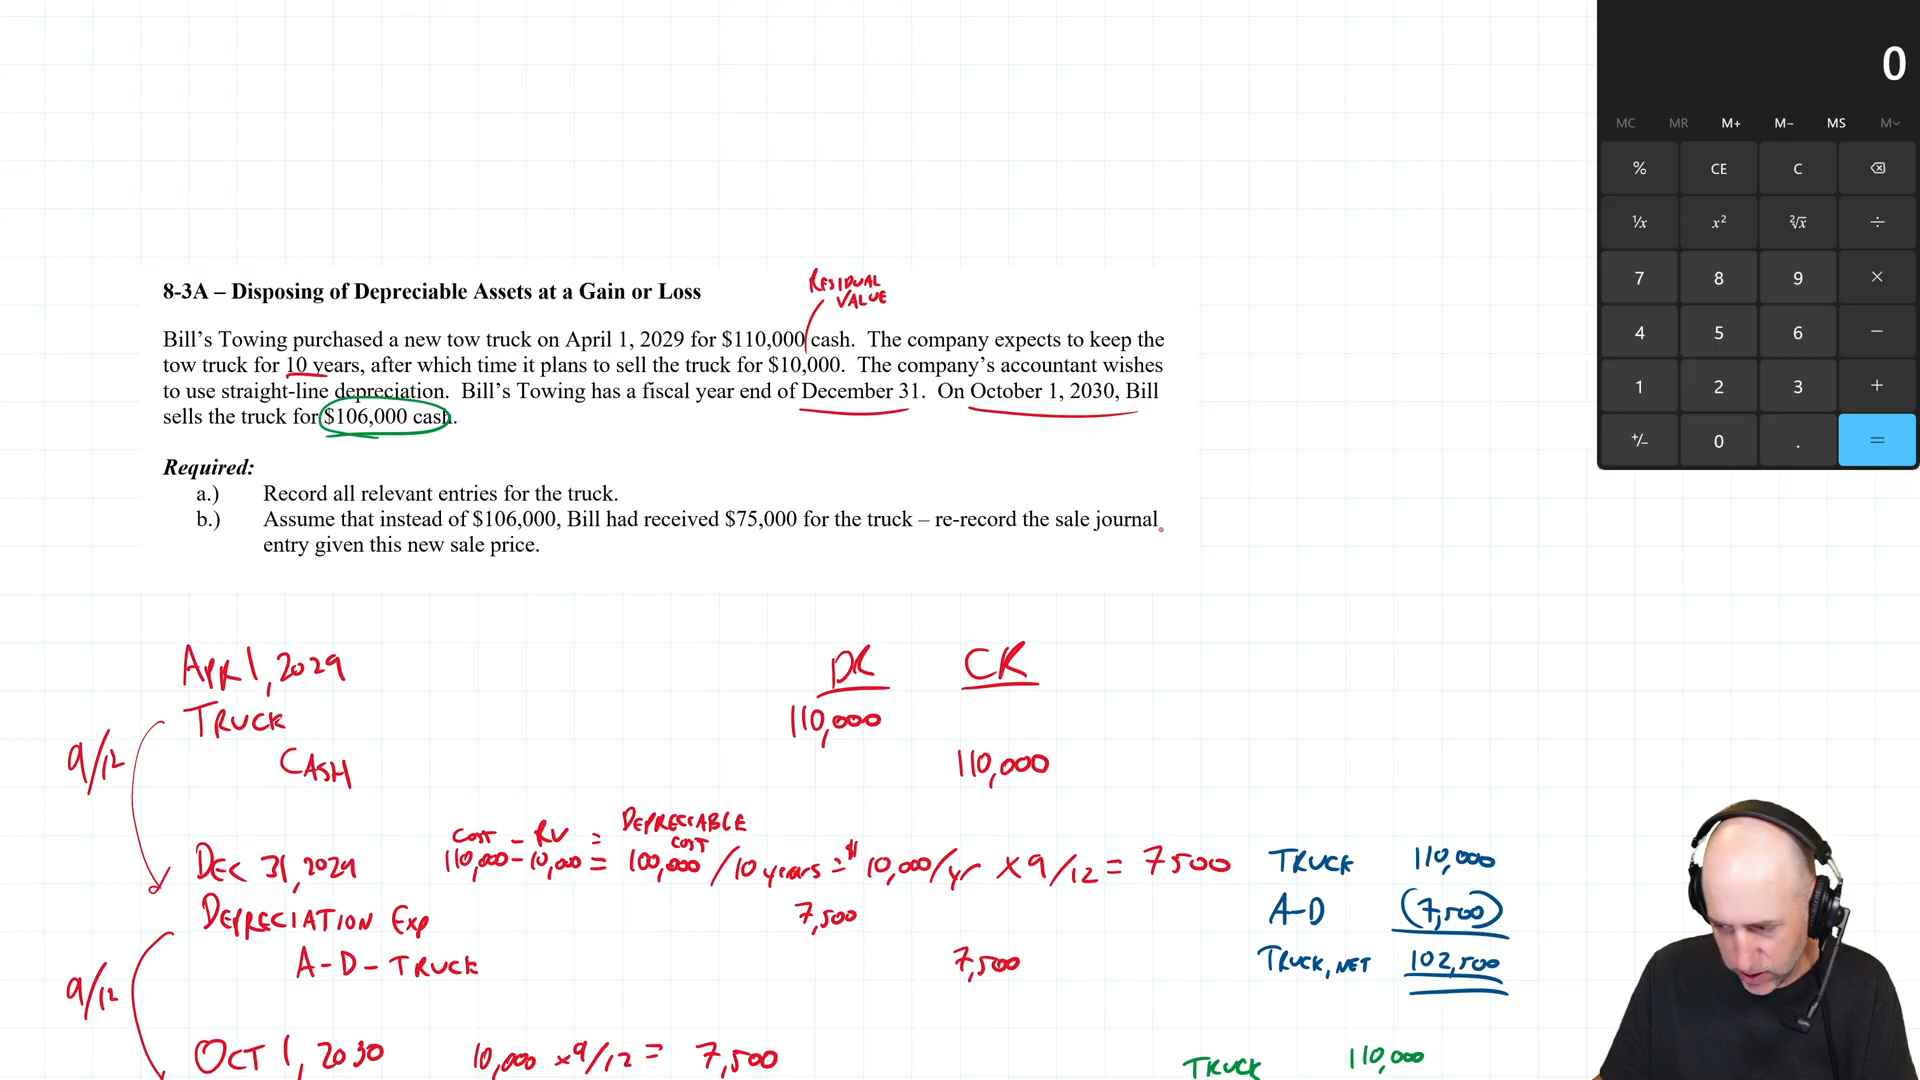 0
MC MR M+ M− MS M˅
% CE C
⅟x x² ²√x ÷
7 8 9 ×
4 5 6 −
1 2 3 +
+/− 0 . =
8-3A – Disposing of Depreciable Assets at a Gain or Loss
RESIDUAL
VALUE
Bill’s Towing purchased a new tow truck on April 1, 2029 for $110,000 cash. The company expects to keep the
tow truck for 10 years, after which time it plans to sell the truck for $10,000. The company’s accountant wishes
to use straight-line depreciation. Bill’s Towing has a fiscal year end of December 31. On October 1, 2030, Bill
sells the truck for $106,000 cash.
Required:
a.) Record all relevant entries for the truck.
b.) Assume that instead of $106,000, Bill had received $75,000 for the truck – re-record the sale journal
entry given this new sale price.
APR 1, 2029 DR CR
TRUCK 110,000
9/12
CASH 110,000
COST - RV = DEPRECIABLE COST
DEC 31, 2029 110,000 - 10,000 = 100,000 / 10 years = $10,000/yr × 9/12 = 7500 TRUCK 110,000
DEPRECIATION EXP 7,500 A-D (7,500)
A-D-TRUCK 7,500 TRUCK, NET 102,500
9/12
OCT 1, 2030 10,000 × 9/12 = 7,500 TRUCK 110,000